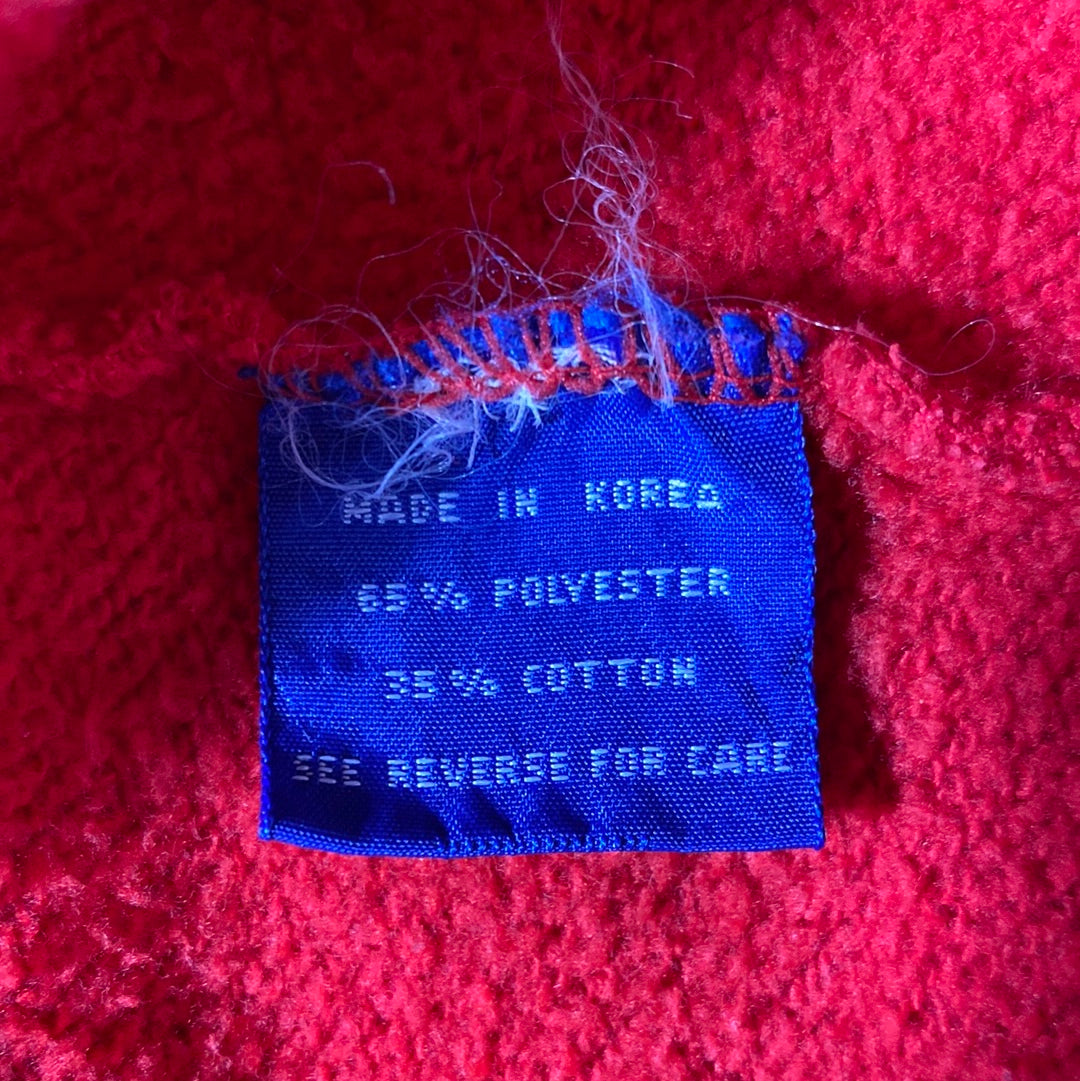 MADE IN KOREA
65% POLYESTER
35% COTTON
SEE REVERSE FOR CARE